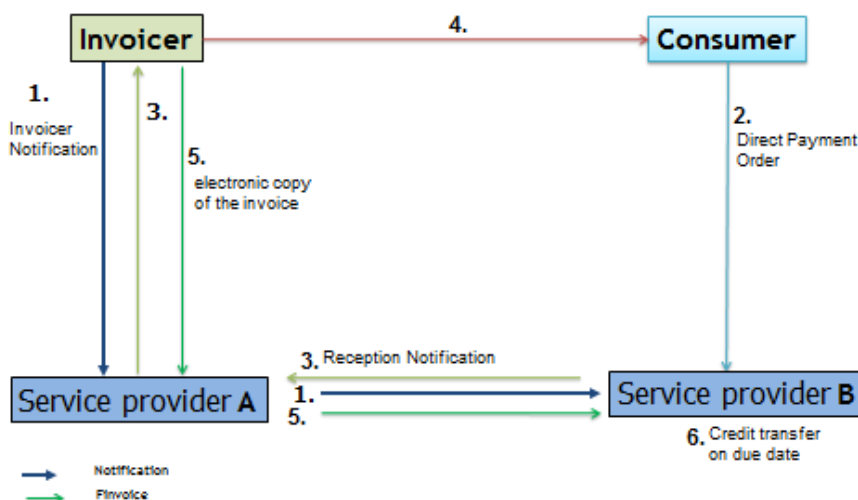 Invoicer
4.
Consumer
1.
Invoicer
Notification
3.
5.
electronic copy
of the invoice
2.
Direct Payment
Order
3. Reception Notification
Service provider A
1.
5.
Service provider B
6. Credit transfer
on due date
Notification
Finvoice